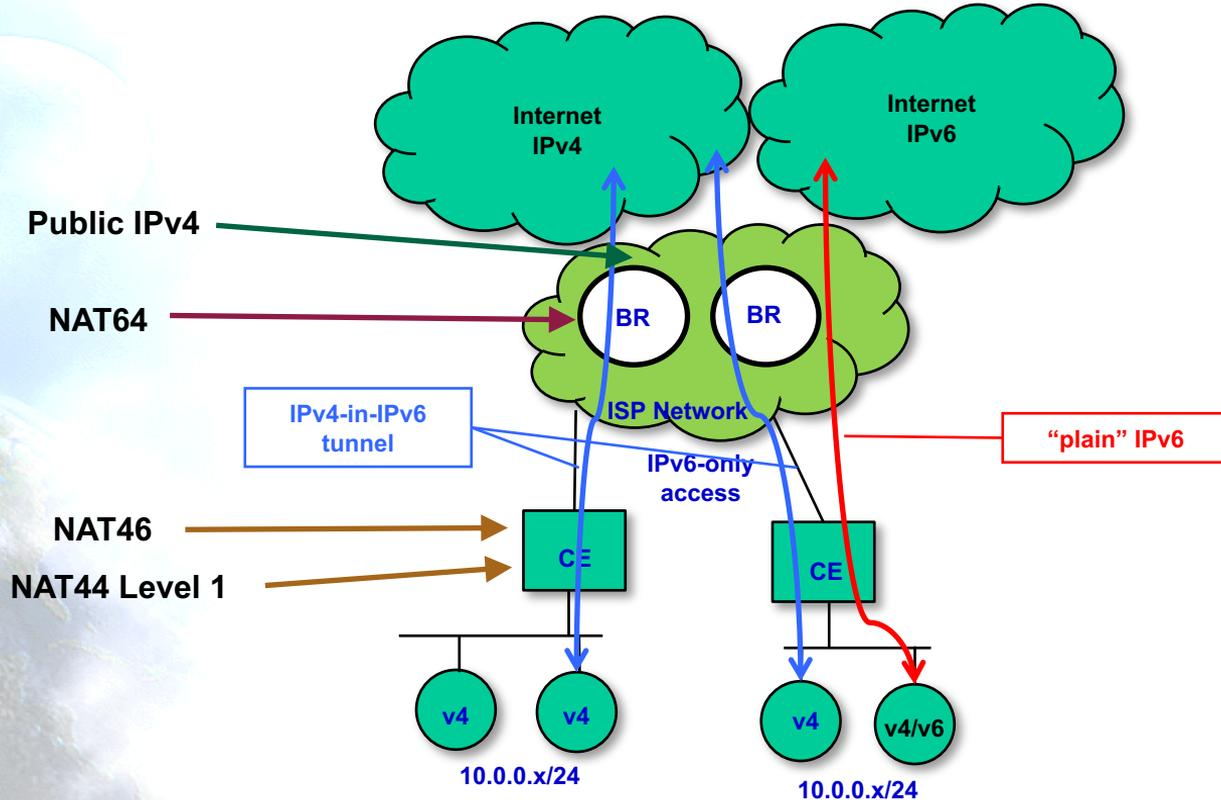 Internet
IPv4
Internet
IPv6
Public IPv4
NAT64
BR
BR
IPv4-in-IPv6
tunnel
ISP Network
“plain” IPv6
IPv6-only
access
NAT46
NAT44 Level 1
CE
CE
v4
v4
v4
v4/v6
10.0.0.x/24
10.0.0.x/24